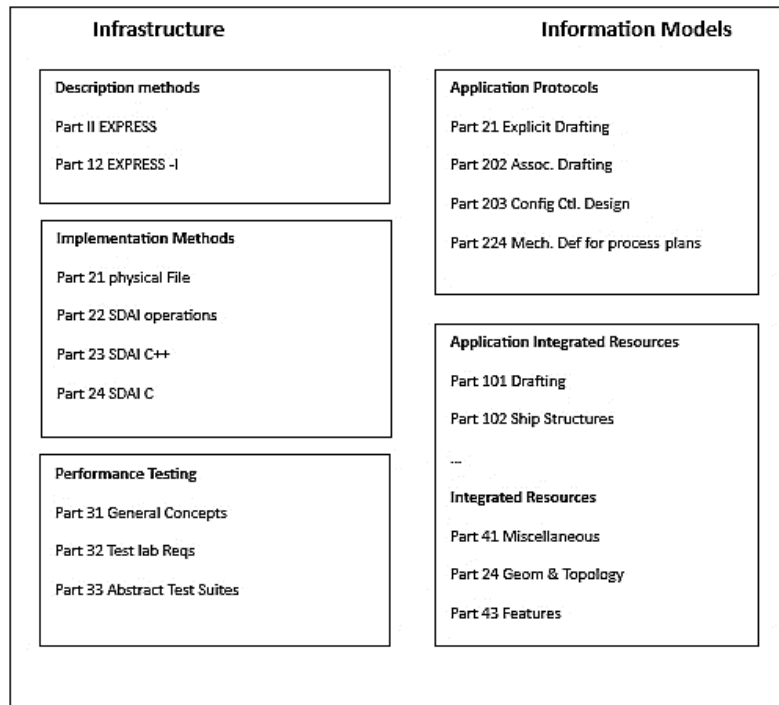 Infrastructure
Description methods
Part II EXPRESS
Part 12 EXPRESS -I
Implementation Methods
Part 21 physical File
Part 22 SDAI operations
Part 23 SDAI C++
Part 24 SDAI C
Performance Testing
Part 31 General Concepts
Part 32 Test lab Reqs
Part 33 Abstract Test Suites
Information Models
Application Protocols
Part 21 Explicit Drafting
Part 202 Assoc. Drafting
Part 203 Config Ctl. Design
Part 224 Mech. Def for process plans
Application Integrated Resources
Part 101 Drafting
Part 102 Ship Structures
...
Integrated Resources
Part 41 Miscellaneous
Part 24 Geom & Topology
Part 43 Features